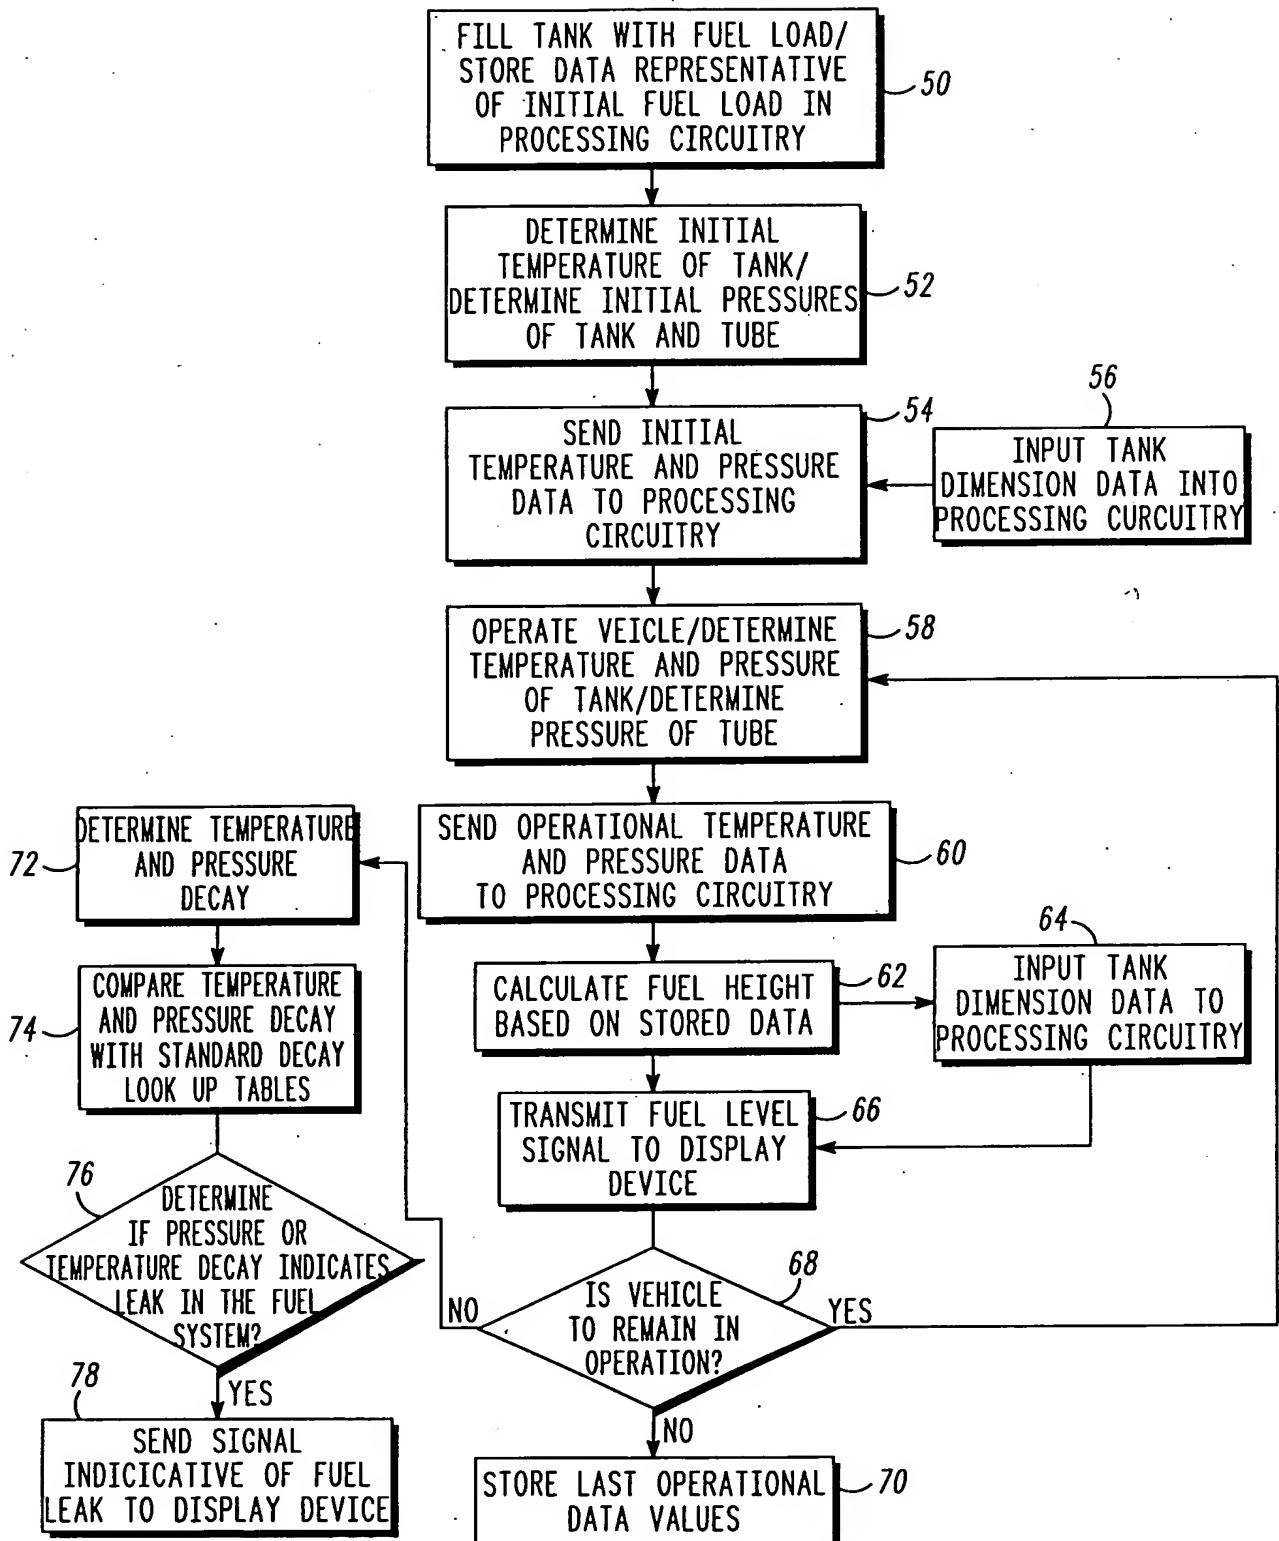 FILL TANK WITH FUEL LOAD/
STORE DATA REPRESENTATIVE
OF INITIAL FUEL LOAD IN
PROCESSING CIRCUITRY
50
DETERMINE INITIAL
TEMPERATURE OF TANK/
DETERMINE INITIAL PRESSURES
OF TANK AND TUBE
52
SEND INITIAL
TEMPERATURE AND PRESSURE
DATA TO PROCESSING
CIRCUITRY
54
56
INPUT TANK
DIMENSION DATA INTO
PROCESSING CURCUITRY
OPERATE VEICLE/DETERMINE
TEMPERATURE AND PRESSURE
OF TANK/DETERMINE
PRESSURE OF TUBE
58
SEND OPERATIONAL TEMPERATURE
AND PRESSURE DATA
TO PROCESSING CIRCUITRY
60
CALCULATE FUEL HEIGHT
BASED ON STORED DATA
62
64
INPUT TANK
DIMENSION DATA TO
PROCESSING CIRCUITRY
TRANSMIT FUEL LEVEL
SIGNAL TO DISPLAY
DEVICE
66
IS VEHICLE
TO REMAIN IN
OPERATION?
68
YES
NO
NO
STORE LAST OPERATIONAL
DATA VALUES
70
72
DETERMINE TEMPERATURE
AND PRESSURE
DECAY
74
COMPARE TEMPERATURE
AND PRESSURE DECAY
WITH STANDARD DECAY
LOOK UP TABLES
76
DETERMINE
IF PRESSURE OR
TEMPERATURE DECAY INDICATES
LEAK IN THE FUEL
SYSTEM?
YES
78
SEND SIGNAL
INDICICATIVE OF FUEL
LEAK TO DISPLAY DEVICE